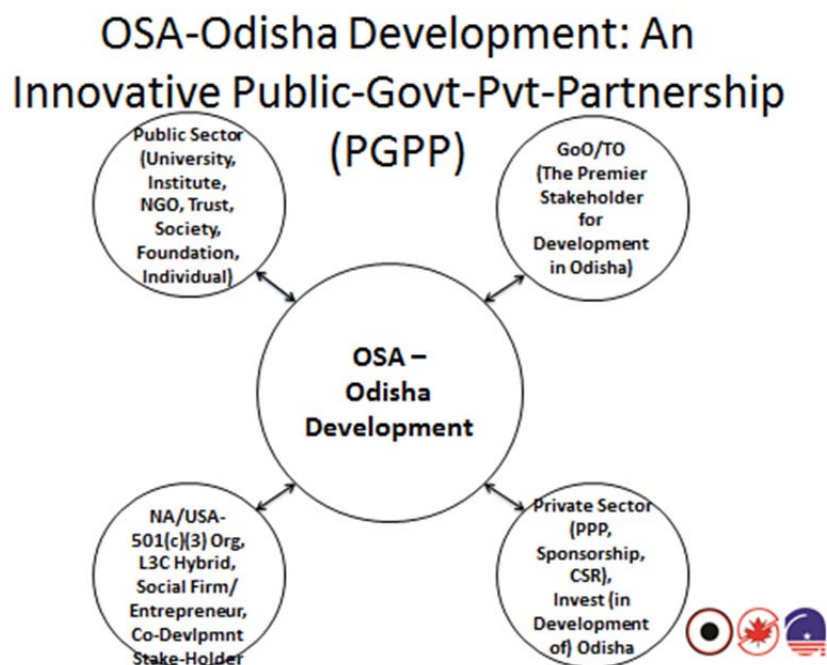 OSA-Odisha Development: An
Innovative Public-Govt-Pvt-Partnership
(PGPP)
Public Sector
(University,
Institute,
NGO, Trust,
Society,
Foundation,
Individual)
GoO/TO
(The Premier
Stakeholder
for
Development
in Odisha)
OSA –
Odisha
Development
NA/USA-
501(c)(3) Org,
L3C Hybrid,
Social Firm/
Entrepreneur,
Co-Devlpmnt
Stake-Holder
Private Sector
(PPP,
Sponsorship,
CSR),
Invest (in
Development
of) Odisha